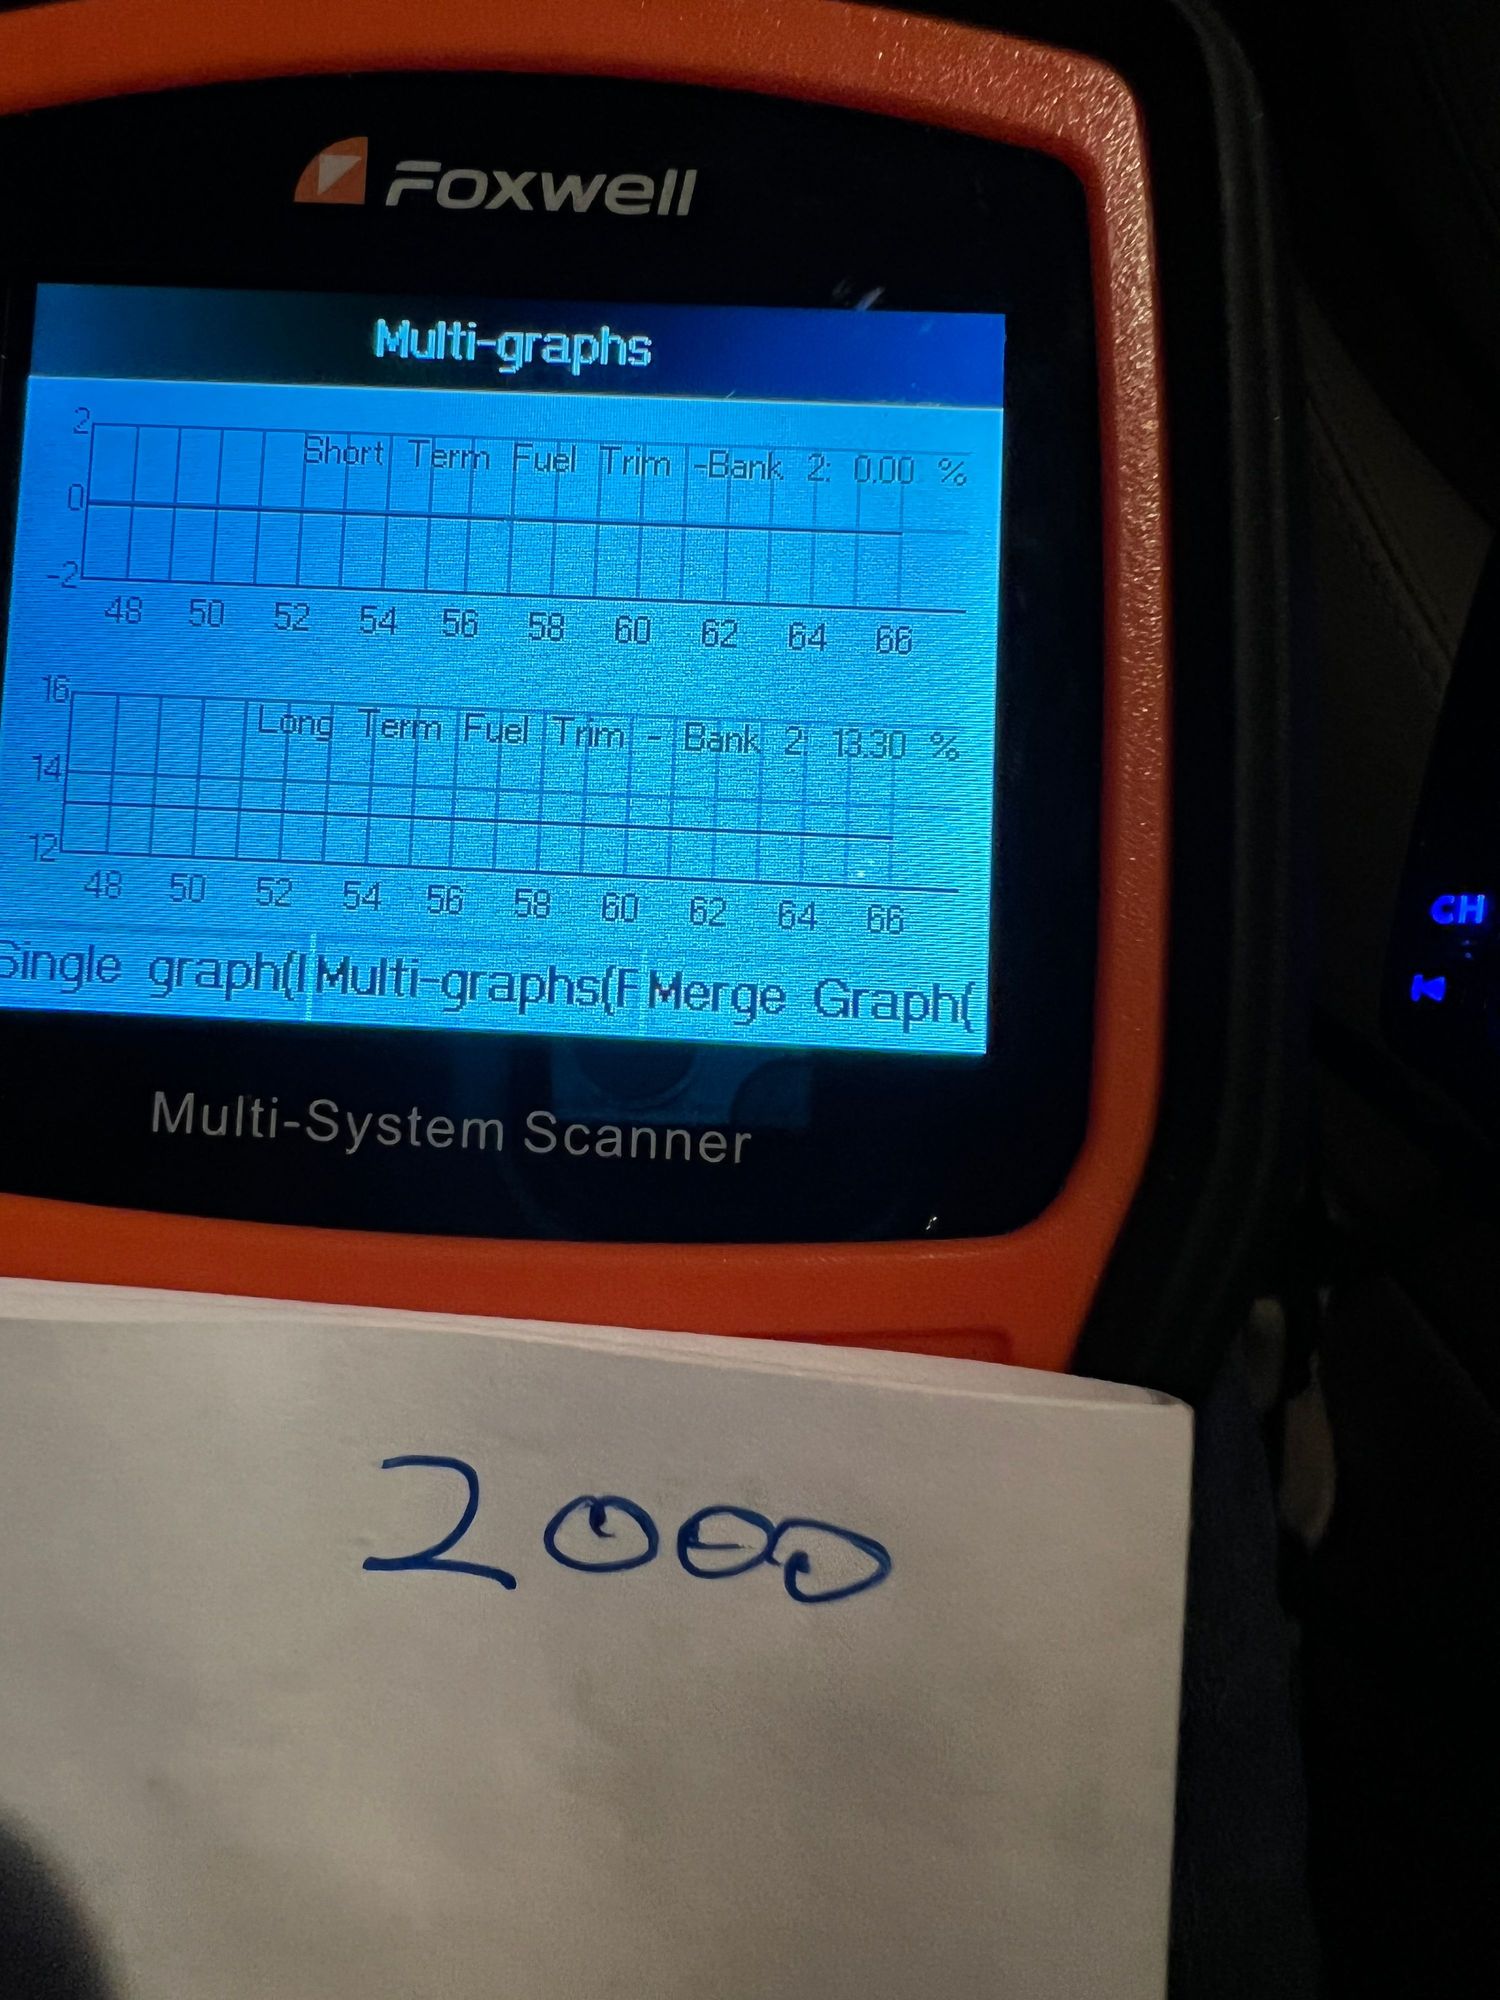 Foxwell
Multi-graphs
2
Short Term Fuel Trim -Bank 2: 0.00 %
0
-2
48 50 52 54 56 58 60 62 64 66
16
Long Term Fuel Trim - Bank 2: 13.30 %
14
12
48 50 52 54 56 58 60 62 64 66
Single graph( Multi-graphs(F Merge Graph(
Multi-System Scanner
CH
2000